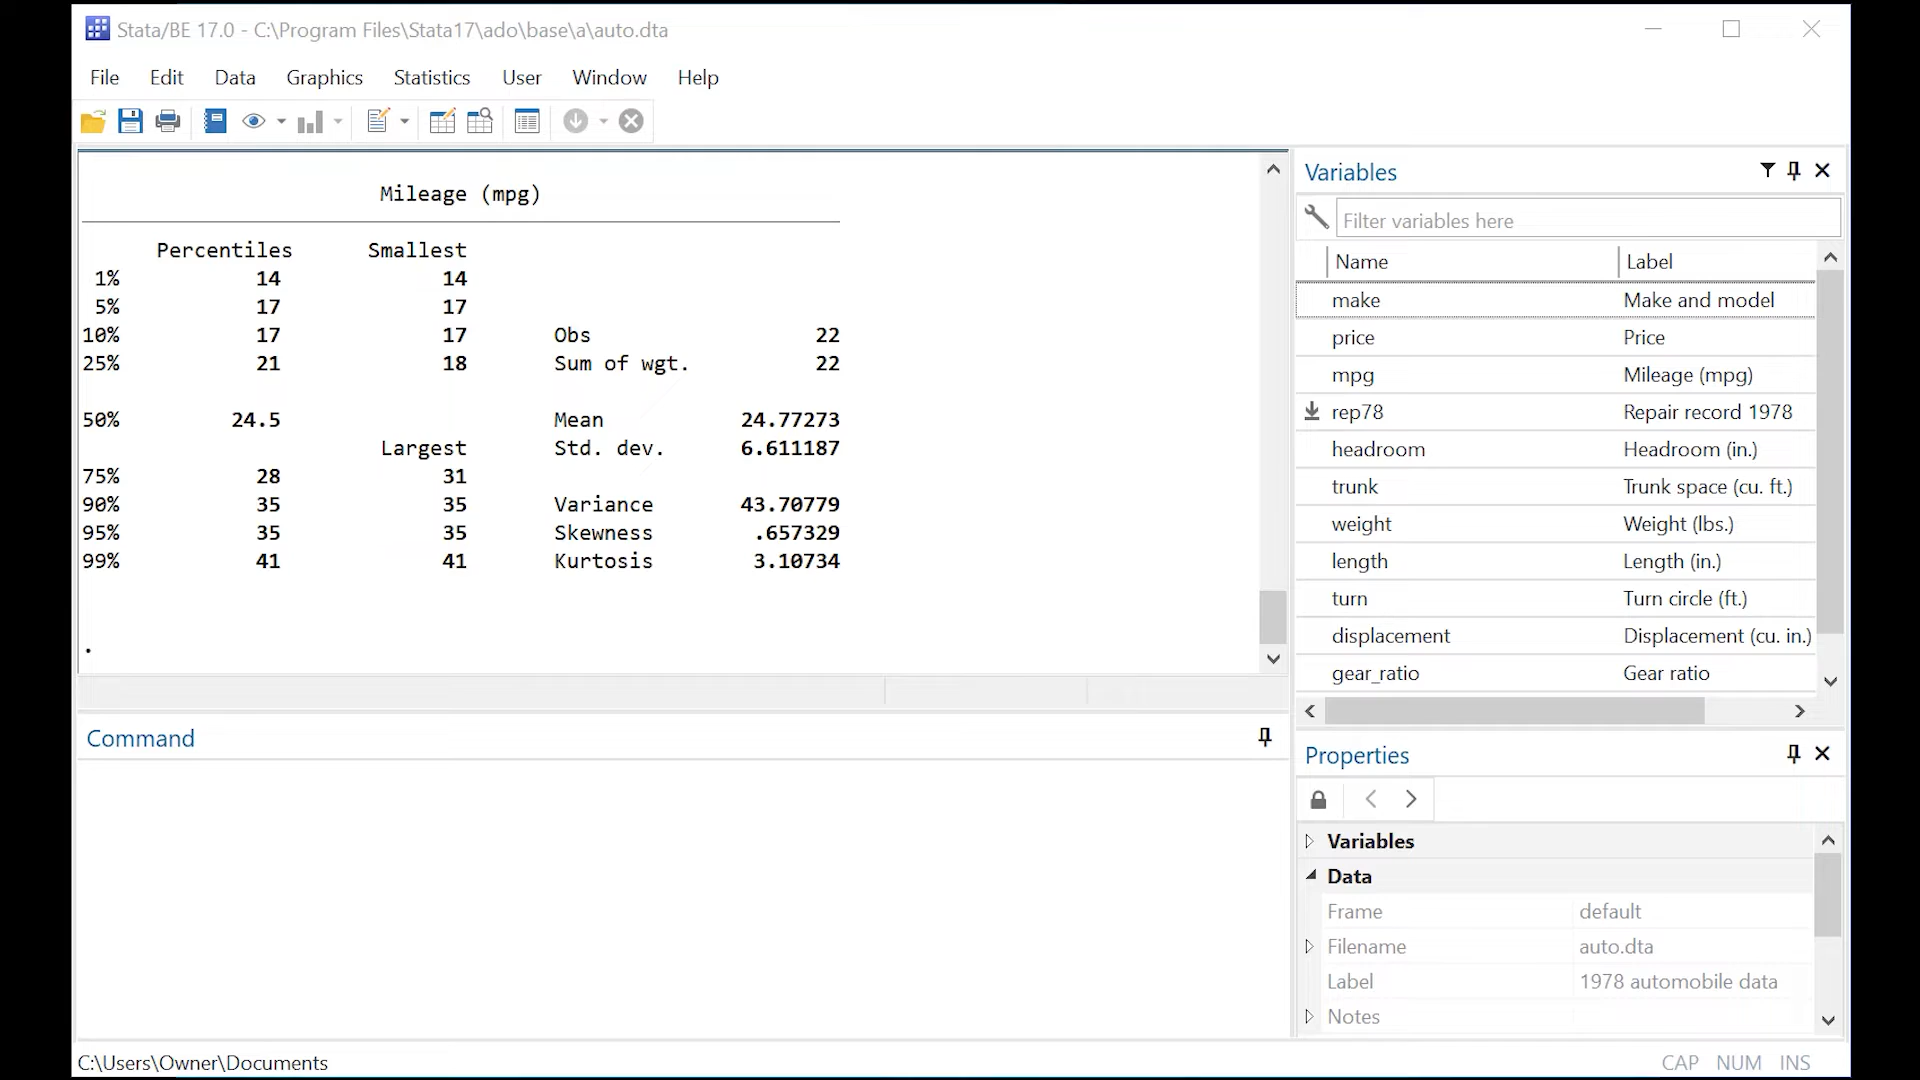 Stata/BE 17.0 - C:\Program Files\Stata17\ado\base\a\auto.dta
File Edit Data Graphics Statistics User Window Help
Mileage (mpg)
Percentiles Smallest
1% 14 14
5% 17 17
10% 17 17 Obs 22
25% 21 18 Sum of wgt. 22
50% 24.5 Mean 24.77273
Largest Std. dev. 6.611187
75% 28 31
90% 35 35 Variance 43.70779
95% 35 35 Skewness .657329
99% 41 41 Kurtosis 3.10734
.
Command
C:\Users\Owner\Documents
Variables
Filter variables here
Name Label
make Make and model
price Price
mpg Mileage (mpg)
rep78 Repair record 1978
headroom Headroom (in.)
trunk Trunk space (cu. ft.)
weight Weight (lbs.)
length Length (in.)
turn Turn circle (ft.)
displacement Displacement (cu. in.)
gear_ratio Gear ratio
Properties
Variables
Data
Frame default
Filename auto.dta
Label 1978 automobile data
Notes
CAP NUM INS